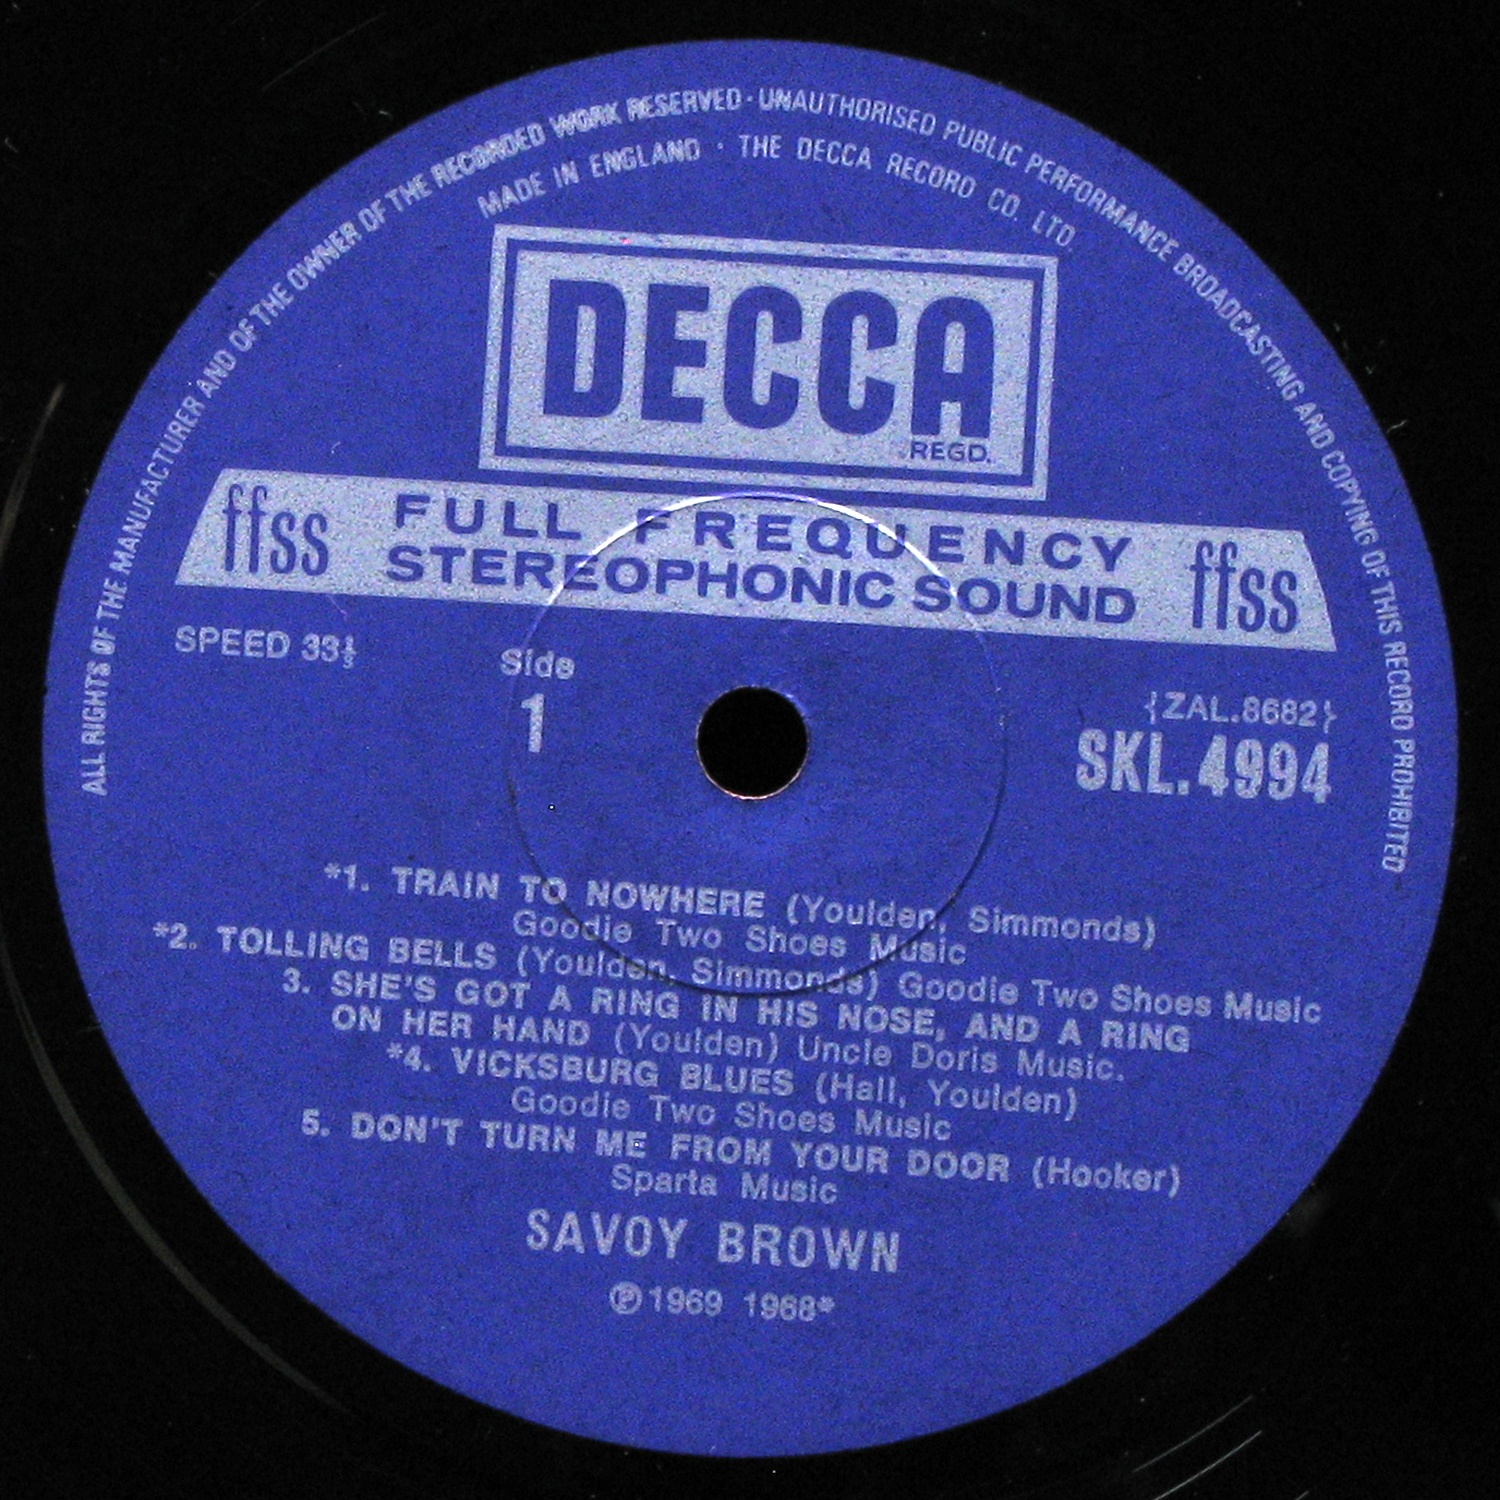 ALL RIGHTS OF THE MANUFACTURER AND OF THE OWNER OF THE RECORDED WORK RESERVED · UNAUTHORISED PUBLIC PERFORMANCE BROADCASTING AND COPYING OF THIS RECORD PROHIBITED
MADE IN ENGLAND · THE DECCA RECORD CO. LTD.
DECCA
REGD.
ffss FULL FREQUENCY ffss
STEREOPHONIC SOUND
SPEED 33⅓
Side
1
{ZAL.8682}
SKL.4994
*1. TRAIN TO NOWHERE (Youlden, Simmonds)
Goodie Two Shoes Music
*2. TOLLING BELLS (Youlden, Simmonds) Goodie Two Shoes Music
3. SHE'S GOT A RING IN HIS NOSE, AND A RING
ON HER HAND (Youlden) Uncle Doris Music.
*4. VICKSBURG BLUES (Hall, Youlden)
Goodie Two Shoes Music
5. DON'T TURN ME FROM YOUR DOOR (Hooker)
Sparta Music
SAVOY BROWN
℗ 1969 1968*